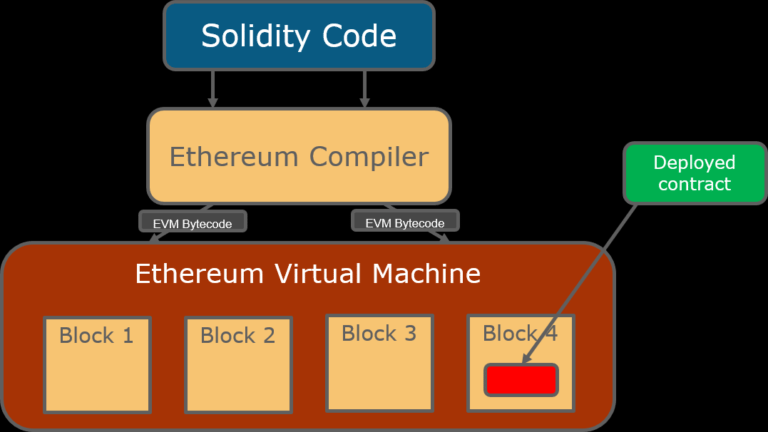 Solidity Code
Ethereum Compiler
Deployed
contract
EVM Bytecode
EVM Bytecode
Ethereum Virtual Machine
Block 1
Block 2
Block 3
Block 4